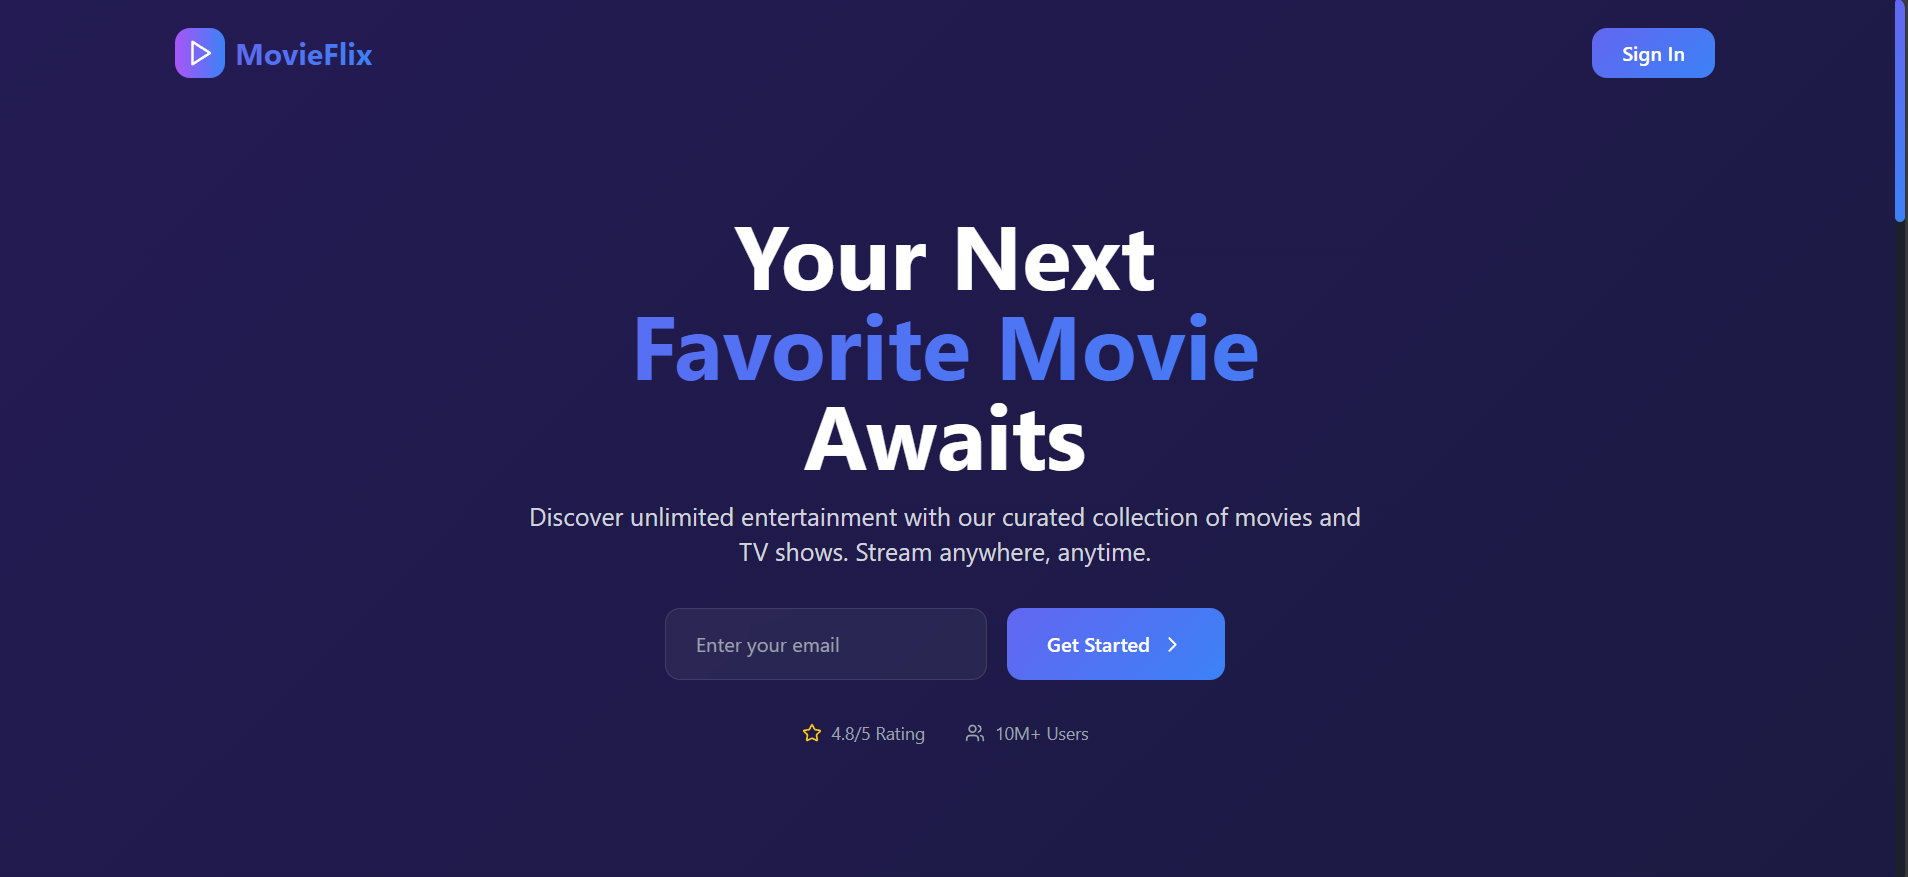 MovieFlix
Sign In
Your Next
Favorite Movie
Awaits
Discover unlimited entertainment with our curated collection of movies and
TV shows. Stream anywhere, anytime.
Enter your email
Get Started
4.8/5 Rating
10M+ Users